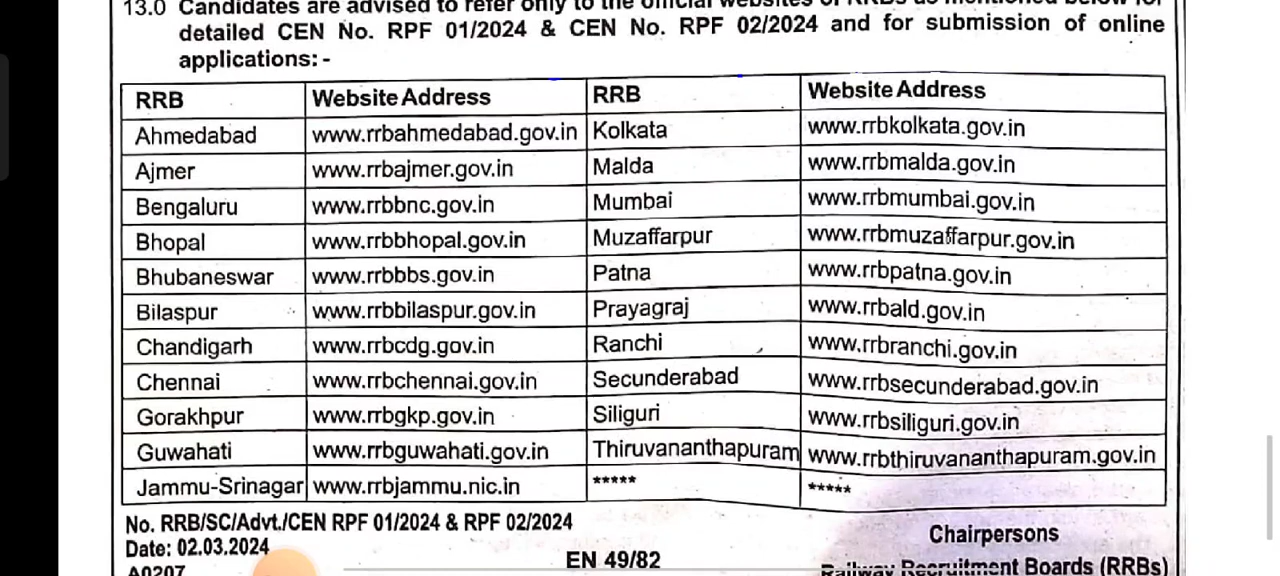 13.0 Candidates are advised to refer only to the official websites of RRBs as mentioned below for
detailed CEN No. RPF 01/2024 & CEN No. RPF 02/2024 and for submission of online
applications: -
RRB Website Address RRB Website Address
Ahmedabad www.rrbahmedabad.gov.in Kolkata www.rrbkolkata.gov.in
Ajmer www.rrbajmer.gov.in Malda www.rrbmalda.gov.in
Bengaluru www.rrbbnc.gov.in Mumbai www.rrbmumbai.gov.in
Bhopal www.rrbbhopal.gov.in Muzaffarpur www.rrbmuzaffarpur.gov.in
Bhubaneswar www.rrbbbs.gov.in Patna www.rrbpatna.gov.in
Bilaspur www.rrbbilaspur.gov.in Prayagraj www.rrbald.gov.in
Chandigarh www.rrbcdg.gov.in Ranchi www.rrbranchi.gov.in
Chennai www.rrbchennai.gov.in Secunderabad www.rrbsecunderabad.gov.in
Gorakhpur www.rrbgkp.gov.in Siliguri www.rrbsiliguri.gov.in
Guwahati www.rrbguwahati.gov.in Thiruvananthapuram www.rrbthiruvananthapuram.gov.in
Jammu-Srinagar www.rrbjammu.nic.in ***** *****
No. RRB/SC/Advt./CEN RPF 01/2024 & RPF 02/2024
Date: 02.03.2024
A0207
EN 49/82
Chairpersons
Railway Recruitment Boards (RRBs)